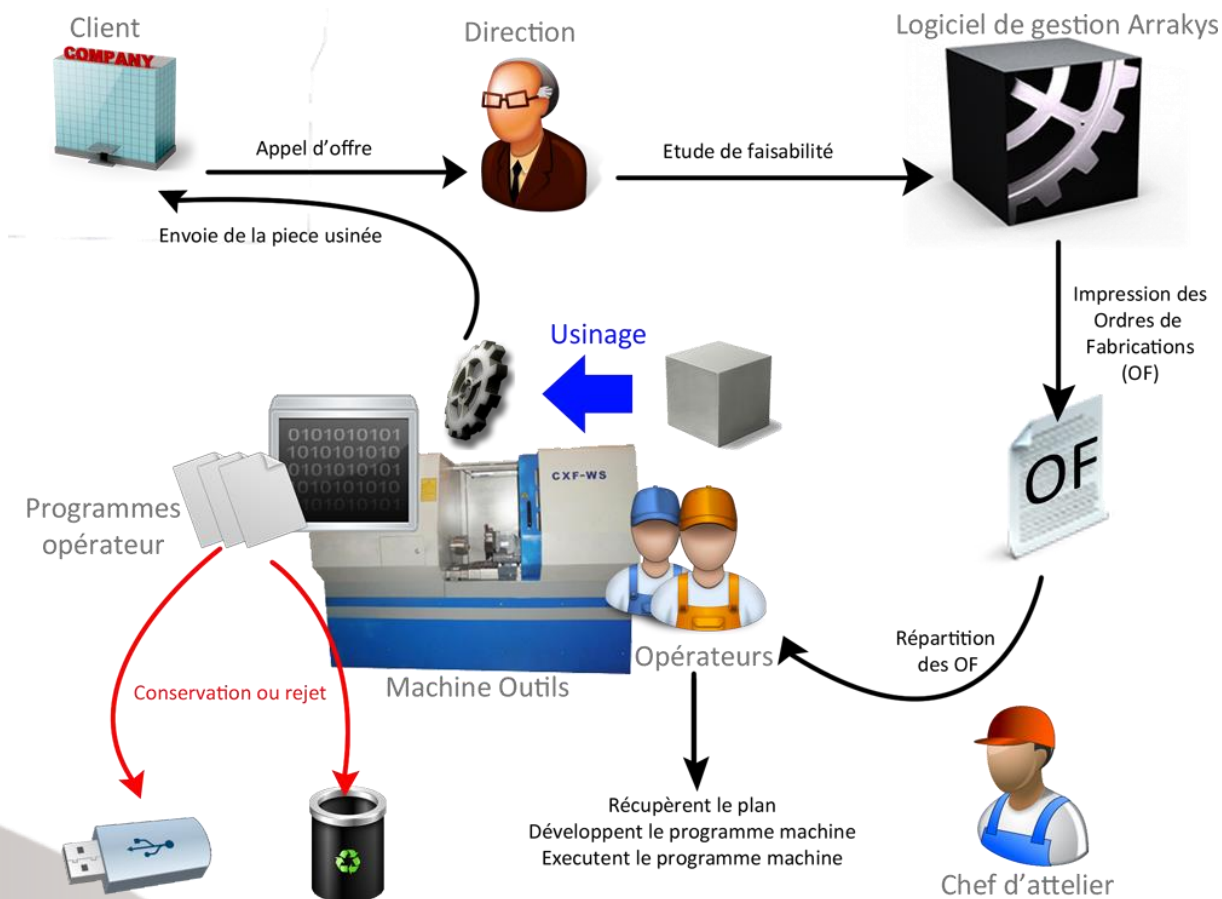 Client
Direction
Logiciel de gestion Arrakys
COMPANY
Appel d'offre
Etude de faisabilité
Envoie de la piece usinée
Impression des
Ordres de
Fabrications
(OF)
Usinage
0101010101
1010101010
0101010101
1010101010
0101010101
CXF-WS
OF
Programmes
opérateur
Répartition
des OF
Opérateurs
Machine Outils
Conservation ou rejet
Récupèrent le plan
Développent le programme machine
Executent le programme machine
Chef d'attelier